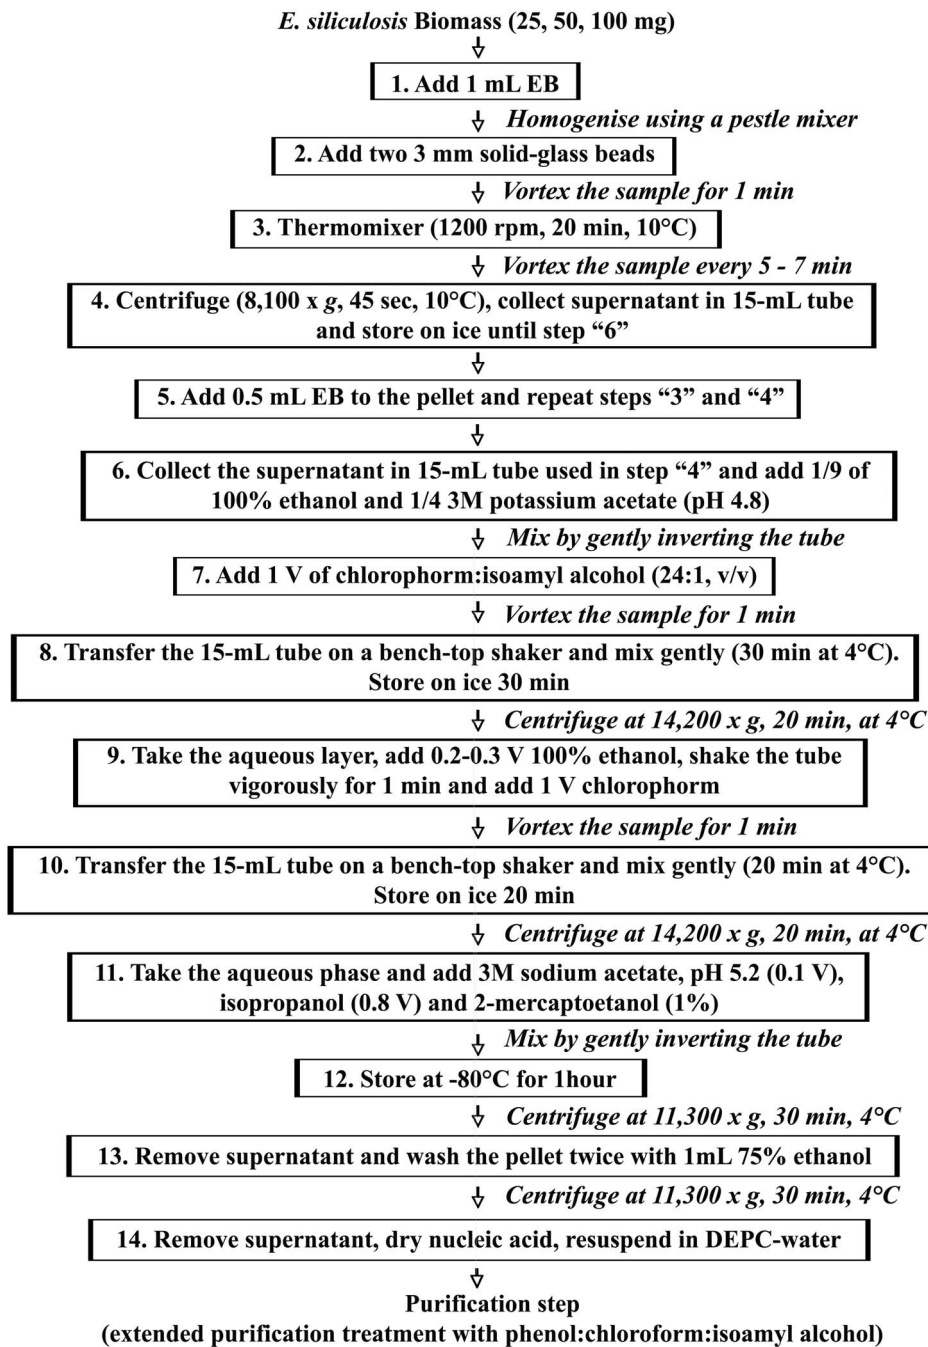 E. siliculosis Biomass (25, 50, 100 mg)
1. Add 1 mL EB
Homogenise using a pestle mixer
2. Add two 3 mm solid-glass beads
Vortex the sample for 1 min
3. Thermomixer (1200 rpm, 20 min, 10°C)
Vortex the sample every 5 - 7 min
4. Centrifuge (8,100 x g, 45 sec, 10°C), collect supernatant in 15-mL tube
and store on ice until step “6”
5. Add 0.5 mL EB to the pellet and repeat steps “3” and “4”
6. Collect the supernatant in 15-mL tube used in step “4” and add 1/9 of
100% ethanol and 1/4 3M potassium acetate (pH 4.8)
Mix by gently inverting the tube
7. Add 1 V of chlorophorm:isoamyl alcohol (24:1, v/v)
Vortex the sample for 1 min
8. Transfer the 15-mL tube on a bench-top shaker and mix gently (30 min at 4°C).
Store on ice 30 min
Centrifuge at 14,200 x g, 20 min, at 4°C
9. Take the aqueous layer, add 0.2-0.3 V 100% ethanol, shake the tube
vigorously for 1 min and add 1 V chlorophorm
Vortex the sample for 1 min
10. Transfer the 15-mL tube on a bench-top shaker and mix gently (20 min at 4°C).
Store on ice 20 min
Centrifuge at 14,200 x g, 20 min, at 4°C
11. Take the aqueous phase and add 3M sodium acetate, pH 5.2 (0.1 V),
isopropanol (0.8 V) and 2-mercaptoetanol (1%)
Mix by gently inverting the tube
12. Store at -80°C for 1hour
Centrifuge at 11,300 x g, 30 min, 4°C
13. Remove supernatant and wash the pellet twice with 1mL 75% ethanol
Centrifuge at 11,300 x g, 30 min, 4°C
14. Remove supernatant, dry nucleic acid, resuspend in DEPC-water
Purification step
(extended purification treatment with phenol:chloroform:isoamyl alcohol)